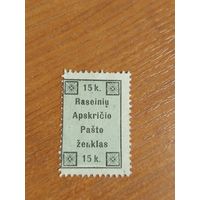 15 k.
Raseinių
Apskričio
Pašto
ženklas
15 k.